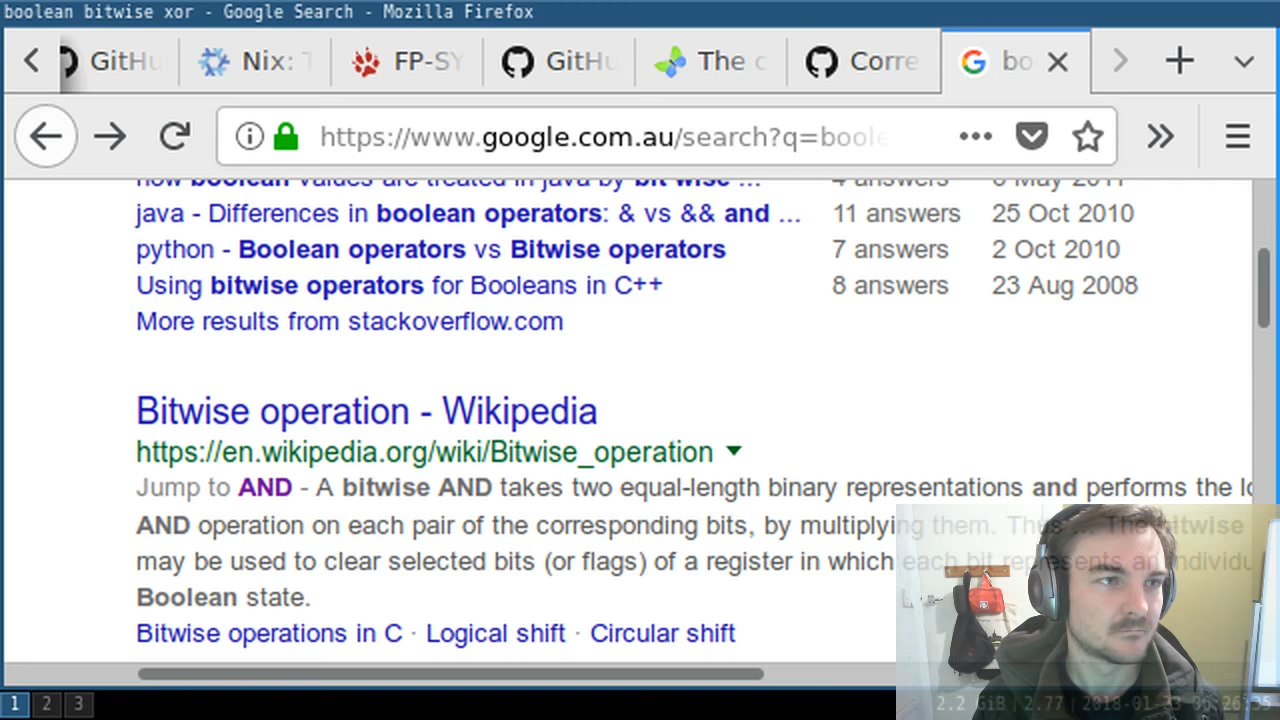 boolean bitwise xor - Google Search - Mozilla Firefox
GitHu
Nix: T
FP-SY
GitHu
The c
Corre
bo
https://www.google.com.au/search?q=boole
how boolean values are treated in java by bit wise ... 4 answers 6 May 2011
java - Differences in boolean operators: & vs && and ... 11 answers 25 Oct 2010
python - Boolean operators vs Bitwise operators 7 answers 2 Oct 2010
Using bitwise operators for Booleans in C++ 8 answers 23 Aug 2008
More results from stackoverflow.com
Bitwise operation - Wikipedia
https://en.wikipedia.org/wiki/Bitwise_operation
Jump to AND - A bitwise AND takes two equal-length binary representations and performs the lo
AND operation on each pair of the corresponding bits, by multiplying them. Thus ... The bitwise
may be used to clear selected bits (or flags) of a register in which each bit represents an individu
Boolean state.
Bitwise operations in C · Logical shift · Circular shift
1 2 3
2.2 GiB | 2.77 |